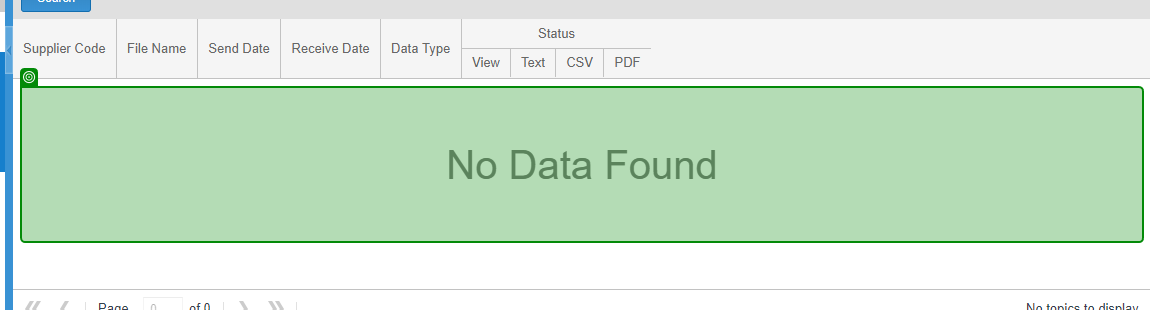 Search
Supplier Code File Name Send Date Receive Date Data Type Status
View Text CSV PDF
No Data Found
Page 0 of 0 No topics to display